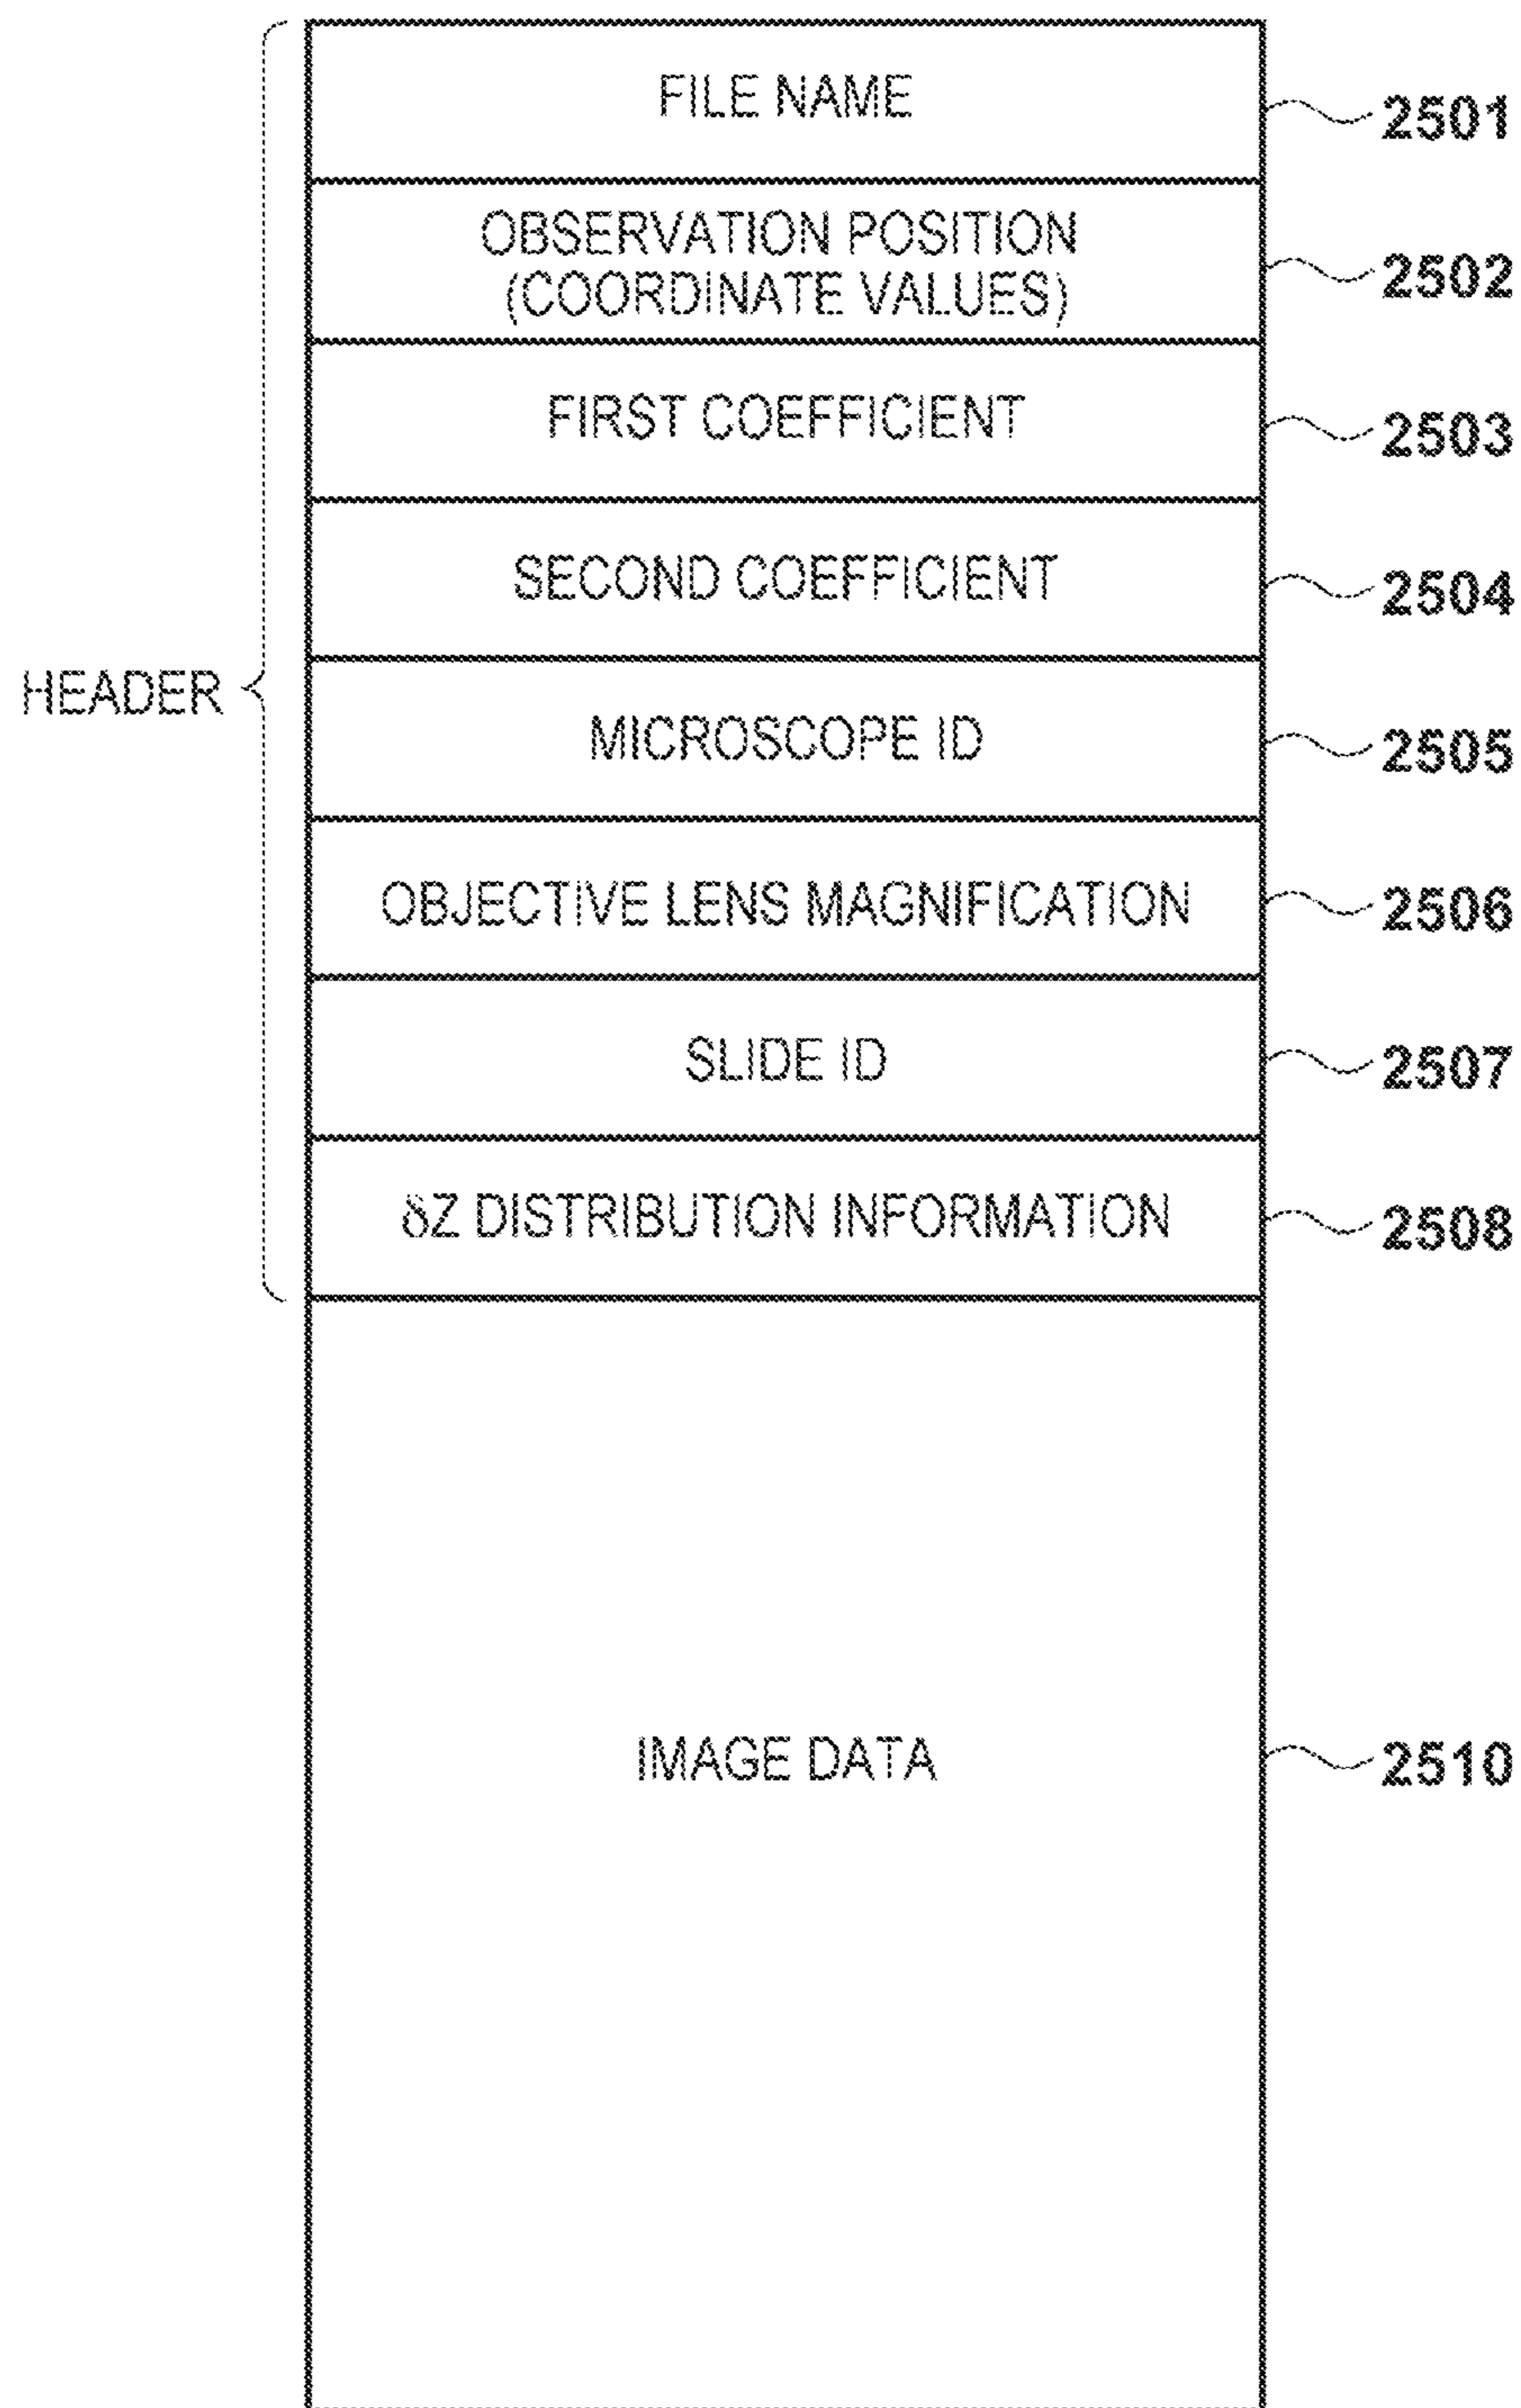 FILE NAME
2501
OBSERVATION POSITION
(COORDINATE VALUES)
2502
FIRST COEFFICIENT
2503
SECOND COEFFICIENT
2504
HEADER
MICROSCOPE ID
2505
OBJECTIVE LENS MAGNIFICATION
2506
SLIDE ID
2507
δZ DISTRIBUTION INFORMATION
2508
IMAGE DATA
2510